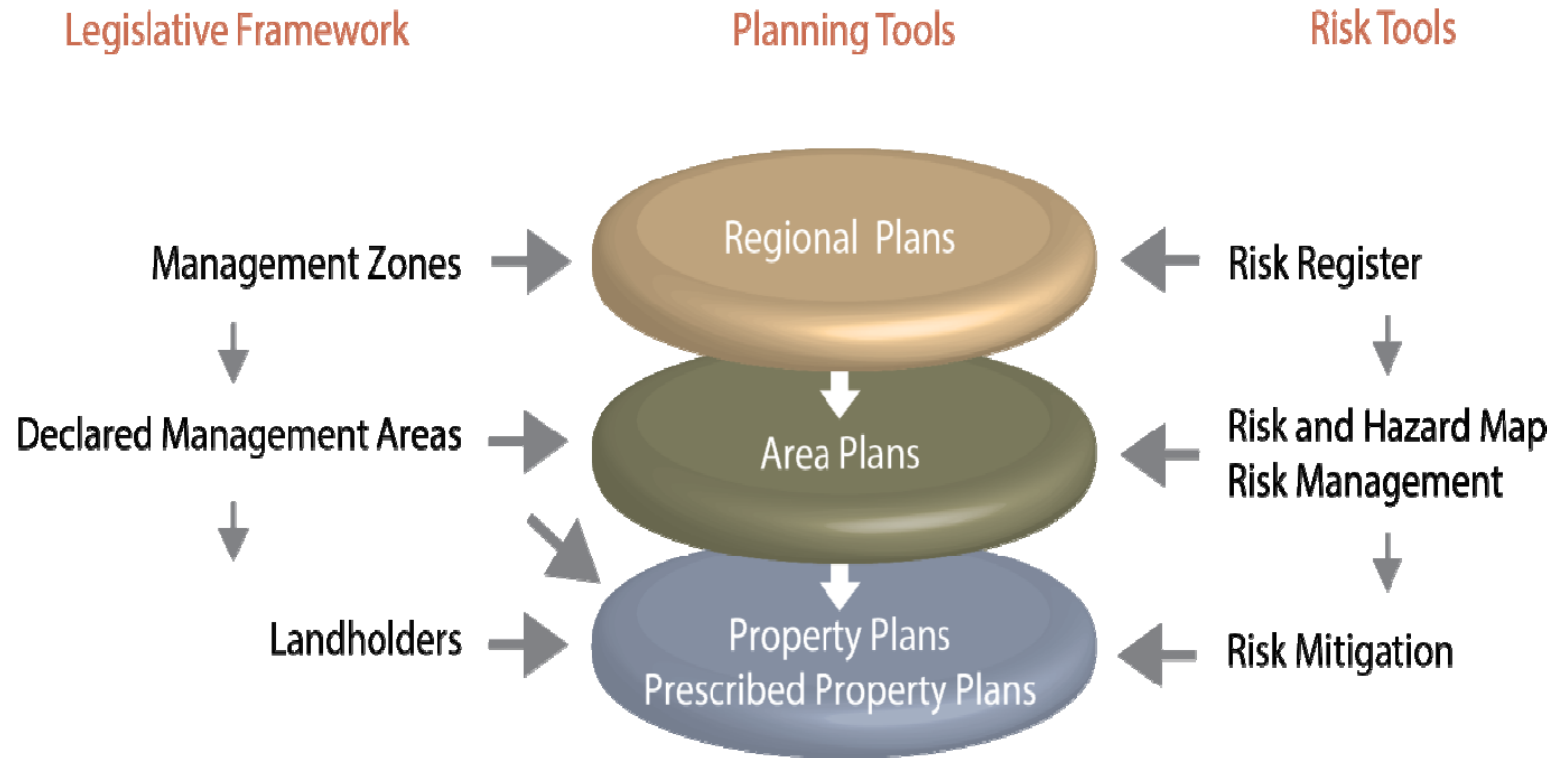 Legislative Framework
Planning Tools
Risk Tools
Management Zones
Regional Plans
Risk Register
Declared Management Areas
Area Plans
Risk and Hazard Map
Risk Management
Landholders
Property Plans
Prescribed Property Plans
Risk Mitigation